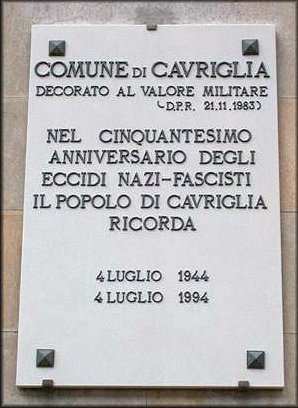 COMUNE DI CAVRIGLIA
DECORATO AL VALORE MILITARE
(D.P.R. 21.11.1983)
NEL CINQUANTESIMO
ANNIVERSARIO DEGLI
ECCIDI NAZI-FASCISTI
IL POPOLO DI CAVRIGLIA
RICORDA
4 LUGLIO 1944
4 LUGLIO 1994